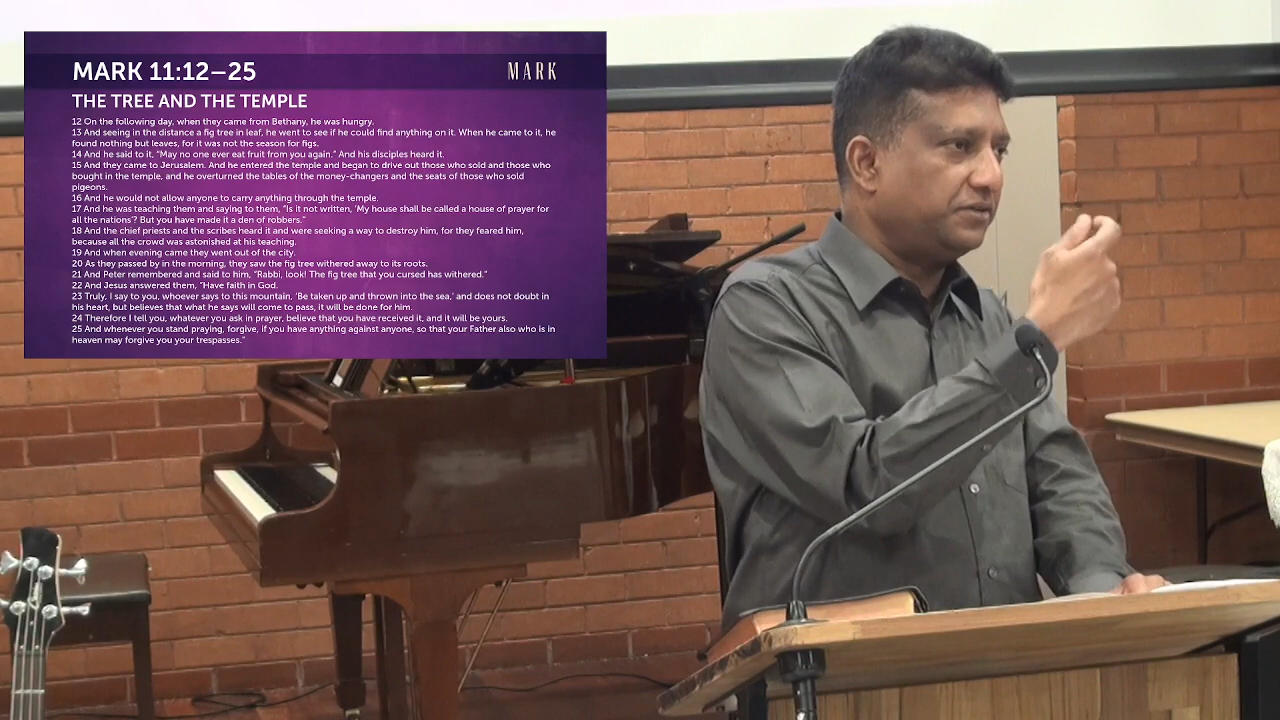 MARK 11:12–25
MARK
THE TREE AND THE TEMPLE
12 On the following day, when they came from Bethany, he was hungry.
13 And seeing in the distance a fig tree in leaf, he went to see if he could find anything on it. When he came to it, he
found nothing but leaves, for it was not the season for figs.
14 And he said to it, “May no one ever eat fruit from you again.” And his disciples heard it.
15 And they came to Jerusalem. And he entered the temple and began to drive out those who sold and those who
bought in the temple, and he overturned the tables of the money-changers and the seats of those who sold
pigeons.
16 And he would not allow anyone to carry anything through the temple.
17 And he was teaching them and saying to them, “Is it not written, ‘My house shall be called a house of prayer for
all the nations’? But you have made it a den of robbers.”
18 And the chief priests and the scribes heard it and were seeking a way to destroy him, for they feared him,
because all the crowd was astonished at his teaching.
19 And when evening came they went out of the city.
20 As they passed by in the morning, they saw the fig tree withered away to its roots.
21 And Peter remembered and said to him, “Rabbi, look! The fig tree that you cursed has withered.”
22 And Jesus answered them, “Have faith in God.
23 Truly, I say to you, whoever says to this mountain, ‘Be taken up and thrown into the sea,’ and does not doubt in
his heart, but believes that what he says will come to pass, it will be done for him.
24 Therefore I tell you, whatever you ask in prayer, believe that you have received it, and it will be yours.
25 And whenever you stand praying, forgive, if you have anything against anyone, so that your Father also who is in
heaven may forgive you your trespasses.”